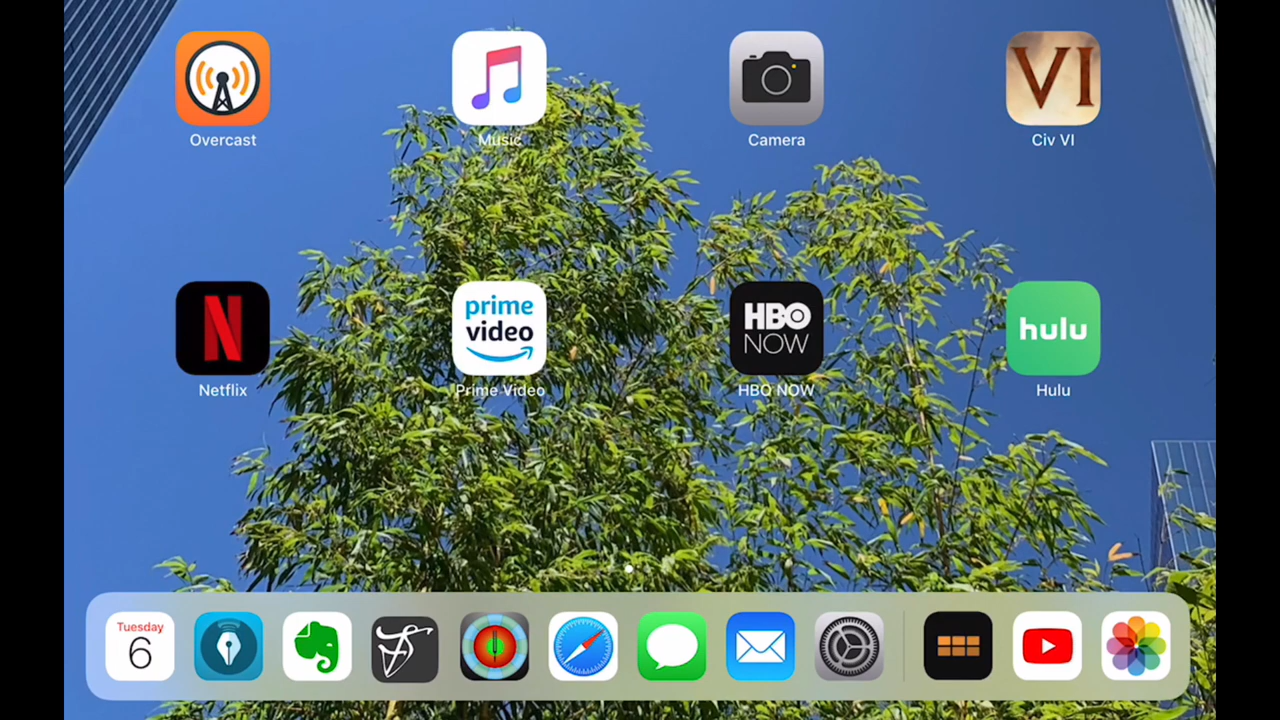 Overcast
Music
VI
Camera
Civ VI
N
prime
video
HBO
NOW
hulu
Netflix
Prime Video
HBO NOW
Hulu
Tuesday
6